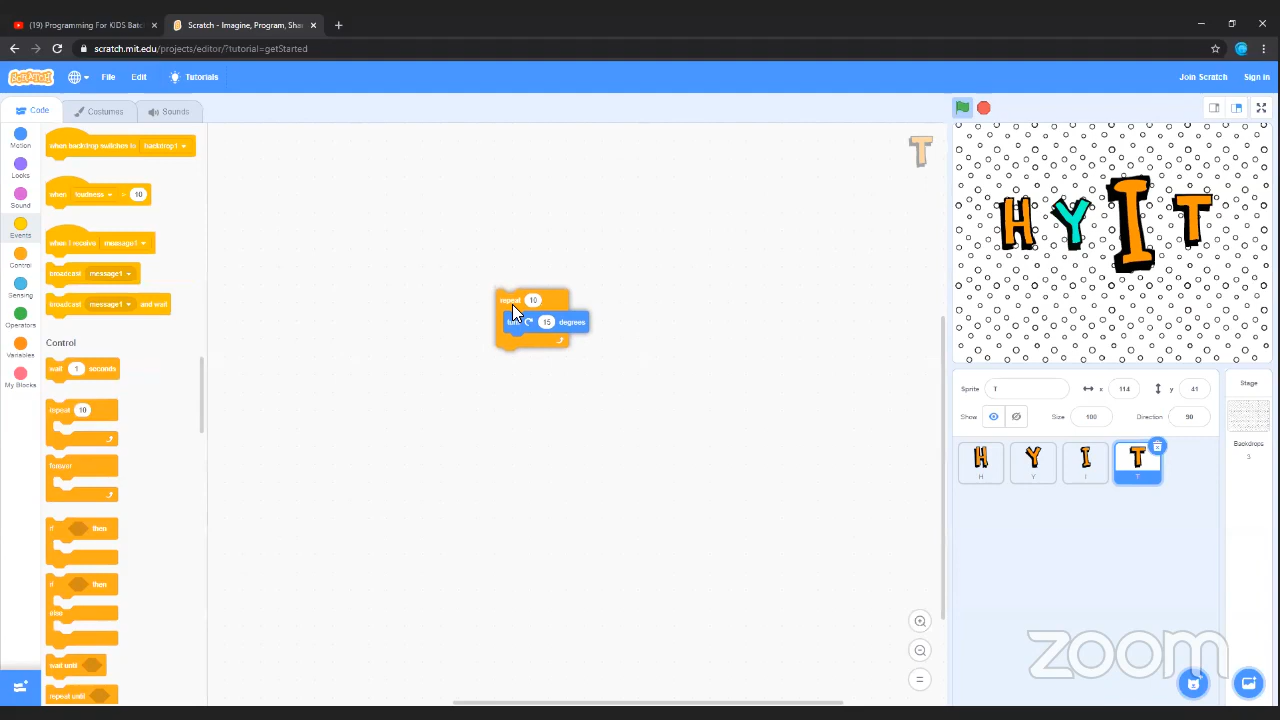 (19) Programming For KIDS Batc
Scratch - Imagine, Program, Sha
scratch.mit.edu/projects/editor/?tutorial=getStarted
SCRATCH
File
Edit
Tutorials
Join Scratch
Sign in
Code
Costumes
Sounds
Motion
Looks
Sound
Events
Control
Sensing
Operators
Variables
My Blocks
when backdrop switches to backdrop1
when loudness > 10
when I receive message1
broadcast message1
broadcast message1 and wait
Control
wait 1 seconds
repeat 10
forever
if then
if then
else
wait until
repeat until
repeat 10
turn 15 degrees
T
H Y I T
Sprite T x 114 y 41
Show Size 100 Direction 90
H
Y
I
T
H
Y
I
T
Stage
Backdrops
3
zoom